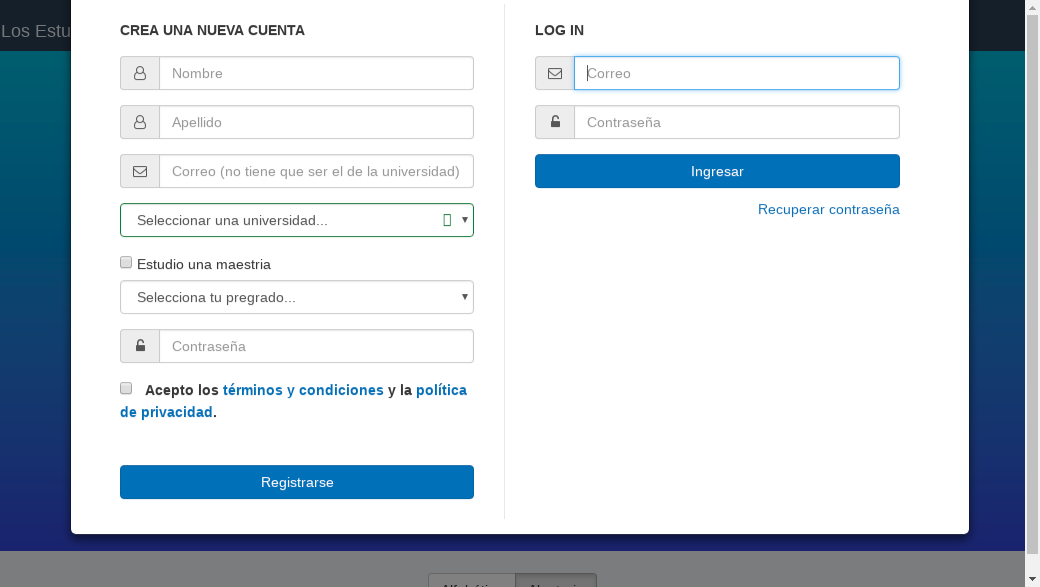 Los Estu
CREA UNA NUEVA CUENTA
Nombre
Apellido
Correo (no tiene que ser el de la universidad)
Seleccionar una universidad...
Estudio una maestria
Selecciona tu pregrado...
Contraseña
Acepto los términos y condiciones y la política
de privacidad.
Registrarse
LOG IN
Correo
Contraseña
Ingresar
Recuperar contraseña